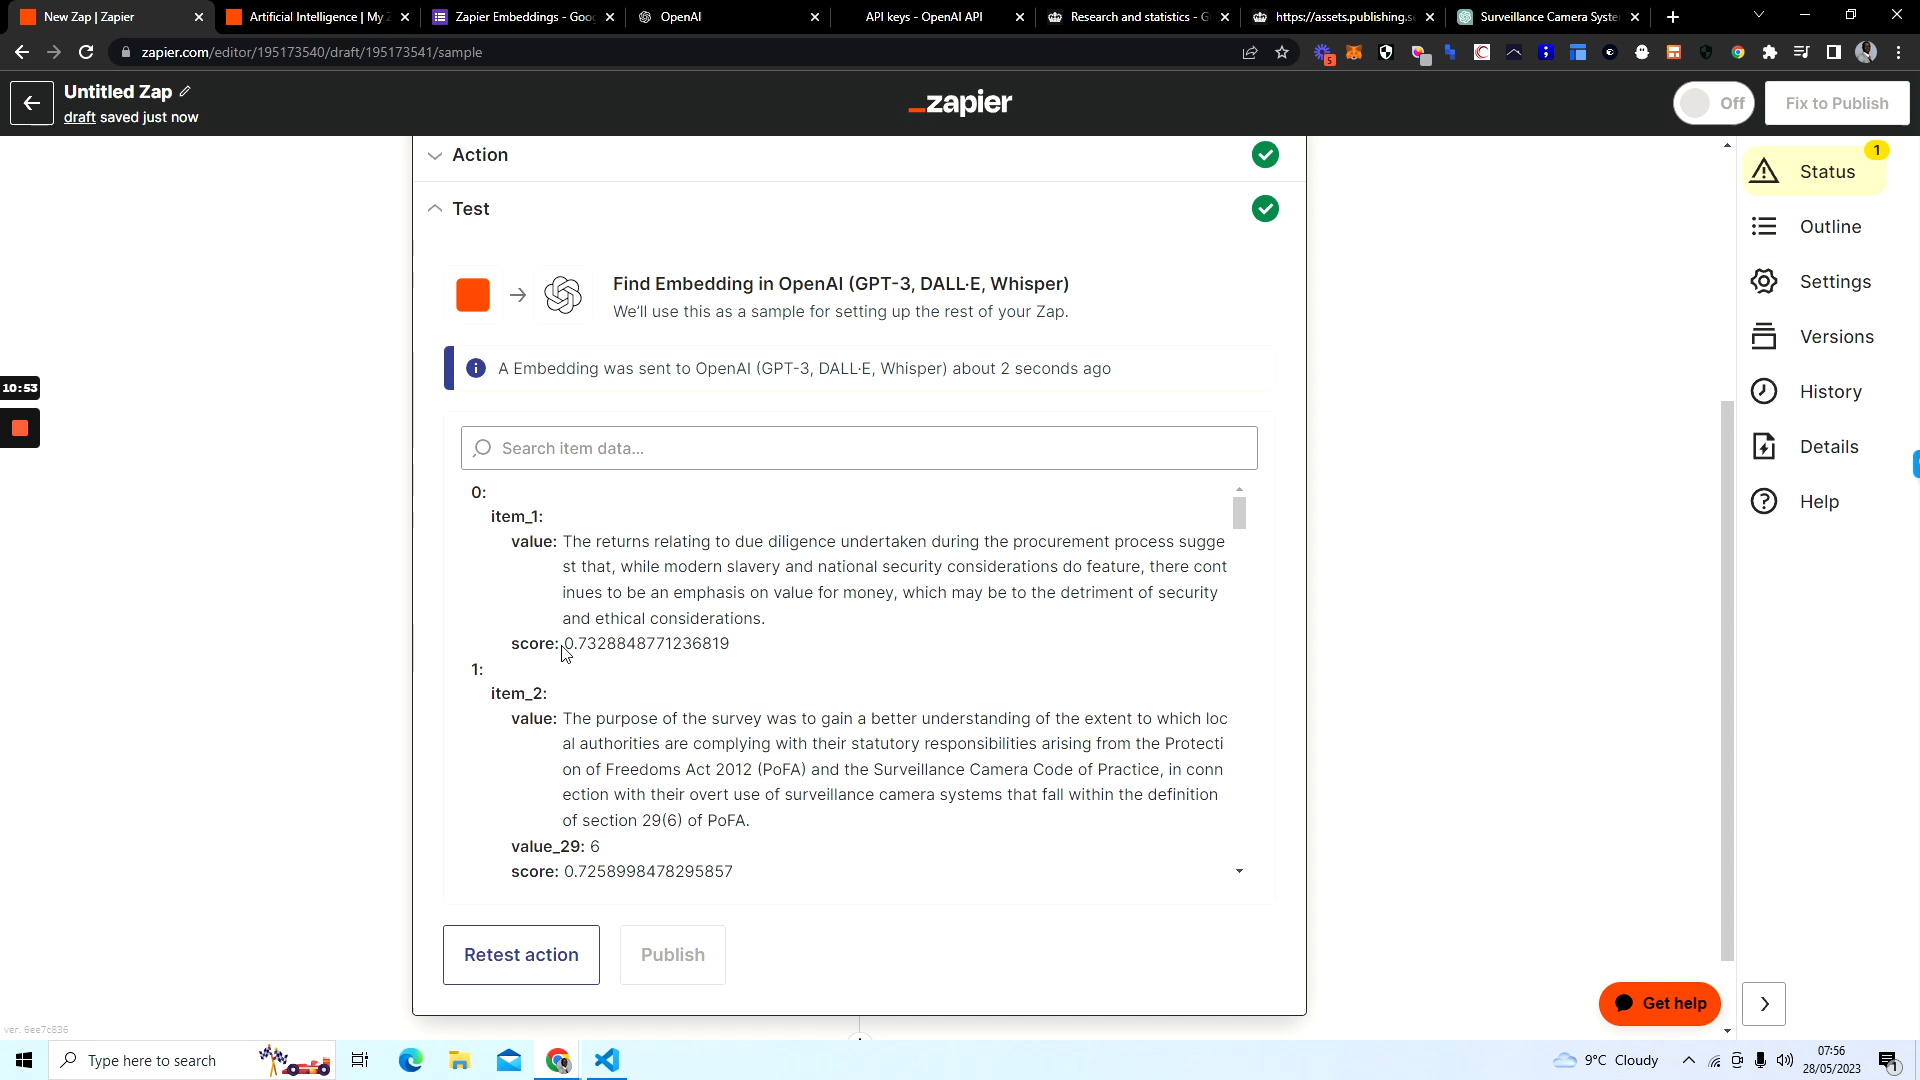 New Zap | Zapier
Artificial Intelligence | My Z
Zapier Embeddings - Goo
OpenAI
API keys - OpenAI API
Research and statistics - G
https://assets.publishing.se
Surveillance Camera Syste
zapier.com/editor/195173540/draft/195173541/sample
5
Untitled Zap
draft saved just now
_zapier
Off
Fix to Publish
Action
Test
Find Embedding in OpenAI (GPT-3, DALL·E, Whisper)
We'll use this as a sample for setting up the rest of your Zap.
A Embedding was sent to OpenAI (GPT-3, DALL·E, Whisper) about 2 seconds ago
Search item data...
0:
item_1:
value: The returns relating to due diligence undertaken during the procurement process sugge
st that, while modern slavery and national security considerations do feature, there cont
inues to be an emphasis on value for money, which may be to the detriment of security
and ethical considerations.
score: 0.7328848771236819
1:
item_2:
value: The purpose of the survey was to gain a better understanding of the extent to which loc
al authorities are complying with their statutory responsibilities arising from the Protecti
on of Freedoms Act 2012 (PoFA) and the Surveillance Camera Code of Practice, in conn
ection with their overt use of surveillance camera systems that fall within the definition
of section 29(6) of PoFA.
value_29: 6
score: 0.7258998478295857
Retest action
Publish
1
Status
Outline
Settings
Versions
History
Details
Help
10:53
Get help
ver. 6ee7c836
Type here to search
9°C Cloudy
07:56
28/05/2023
1